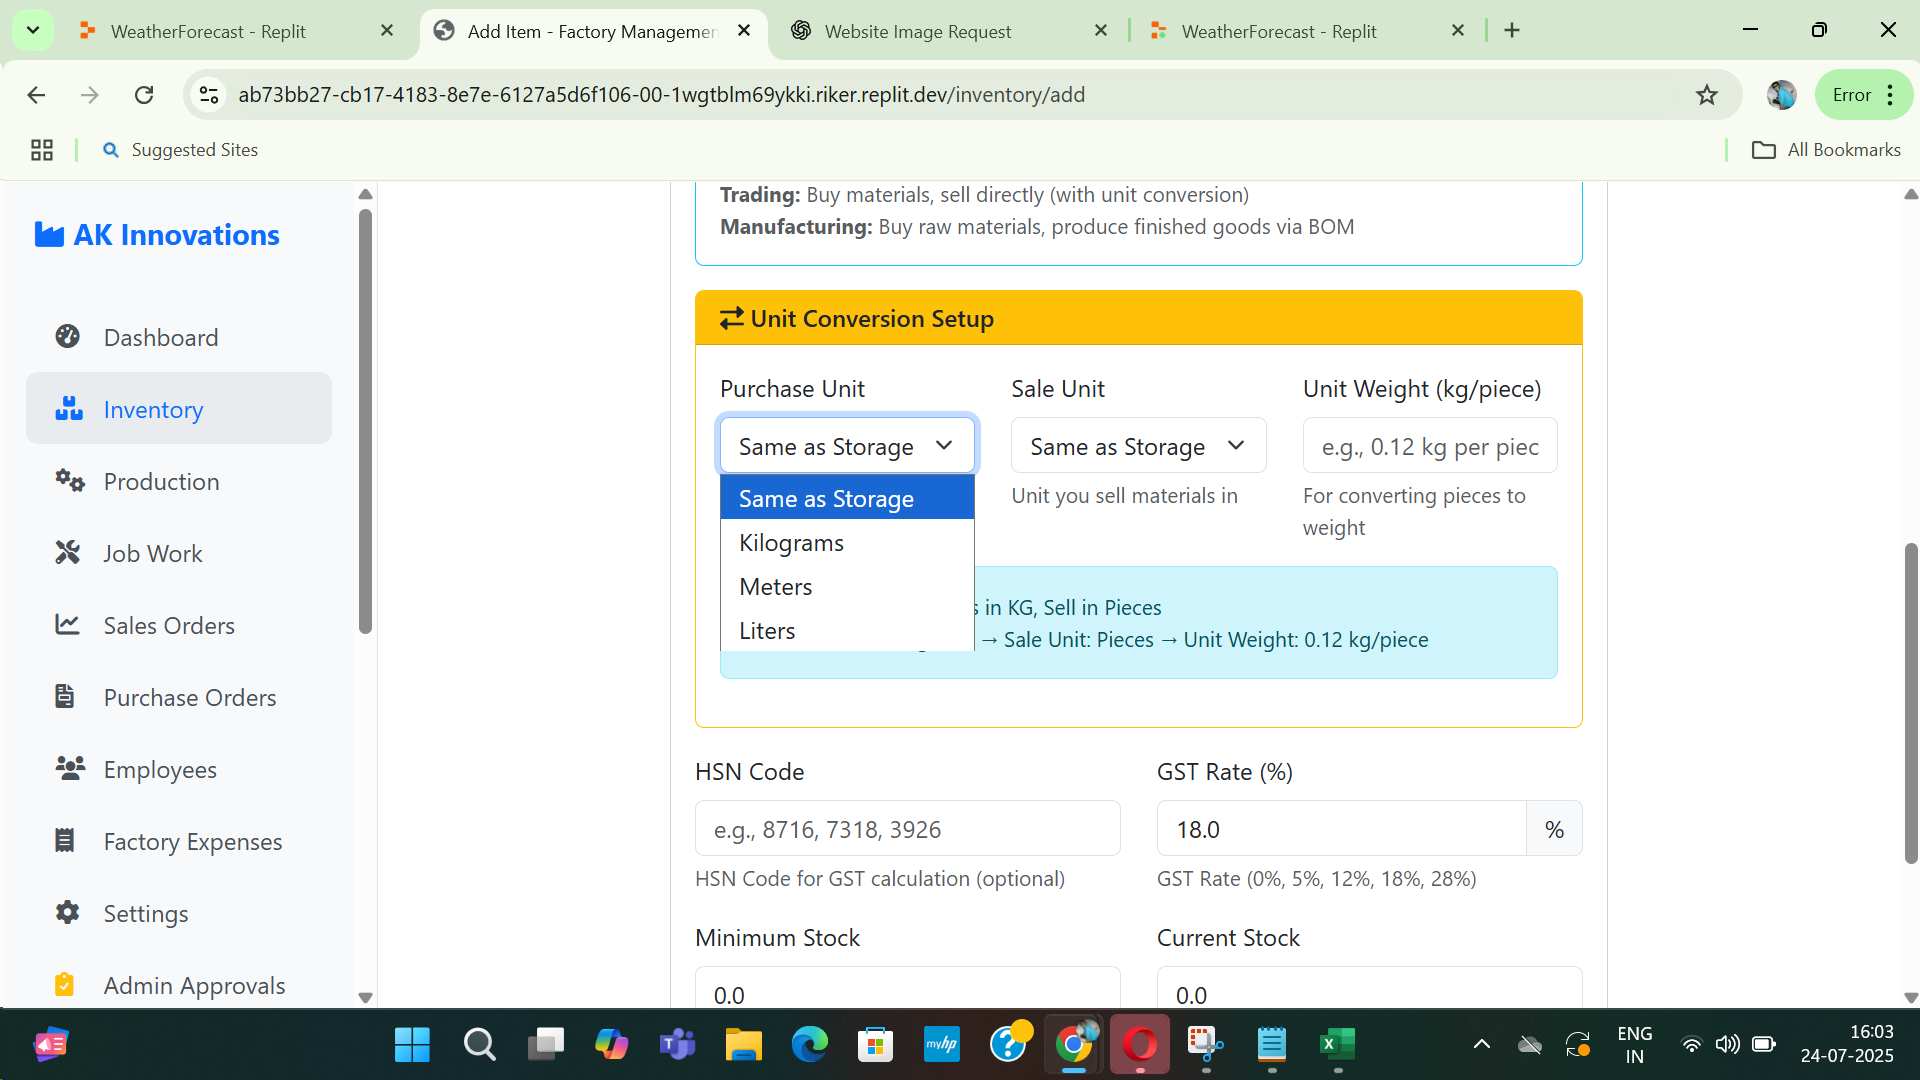 WeatherForecast - Replit
Add Item - Factory Managemen
Website Image Request
WeatherForecast - Replit
ab73bb27-cb17-4183-8e7e-6127a5d6f106-00-1wgtblm69ykki.riker.replit.dev/inventory/add
Error
Suggested Sites
All Bookmarks
AK Innovations
Dashboard
Inventory
Production
Job Work
Sales Orders
Purchase Orders
Employees
Factory Expenses
Settings
Admin Approvals
Trading: Buy materials, sell directly (with unit conversion)
Manufacturing: Buy raw materials, produce finished goods via BOM
Unit Conversion Setup
Purchase Unit
Same as Storage
Same as Storage
Kilograms
Meters
Liters
Sale Unit
Same as Storage
Unit you sell materials in
Unit Weight (kg/piece)
e.g., 0.12 kg per piec
For converting pieces to
weight
in KG, Sell in Pieces
→ Sale Unit: Pieces → Unit Weight: 0.12 kg/piece
HSN Code
e.g., 8716, 7318, 3926
HSN Code for GST calculation (optional)
GST Rate (%)
18.0
%
GST Rate (0%, 5%, 12%, 18%, 28%)
Minimum Stock
0.0
Current Stock
0.0
myhp
ENG
IN
16:03
24-07-2025